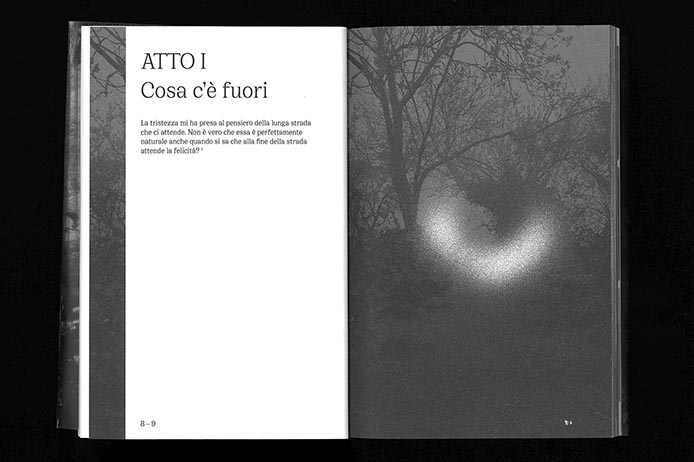 ATTO I
Cosa c'è fuori
La tristezza mi ha presa al pensiero della lunga strada
che ci attende. Non è vero che essa è perfettamente
naturale anche quando si sa che alla fine della strada
attende la felicità?
8–9